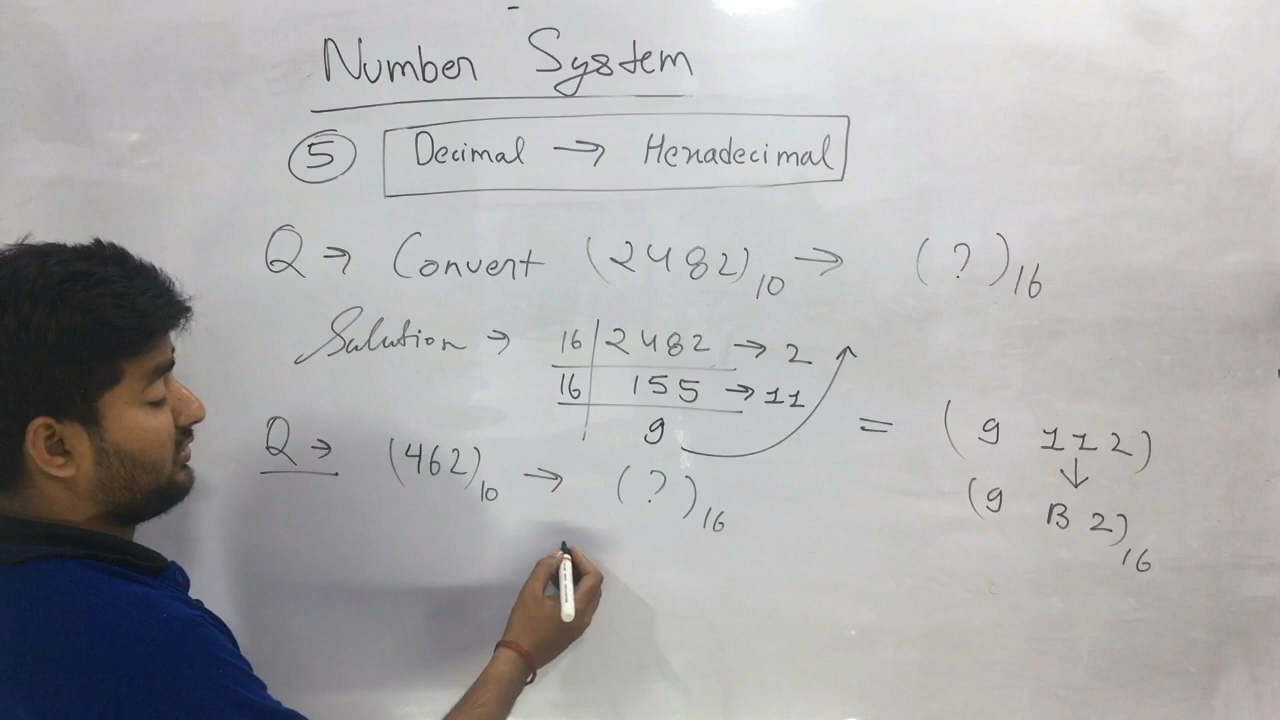 Number System
5 Decimal → Hexadecimal
Q → Convert (2482)10 → (?)16
Solution → 16 | 2482 → 2
16 | 155 → 11
9
= (9 11 2)
↓
(9 B 2)16
Q → (462)10 → (?)16